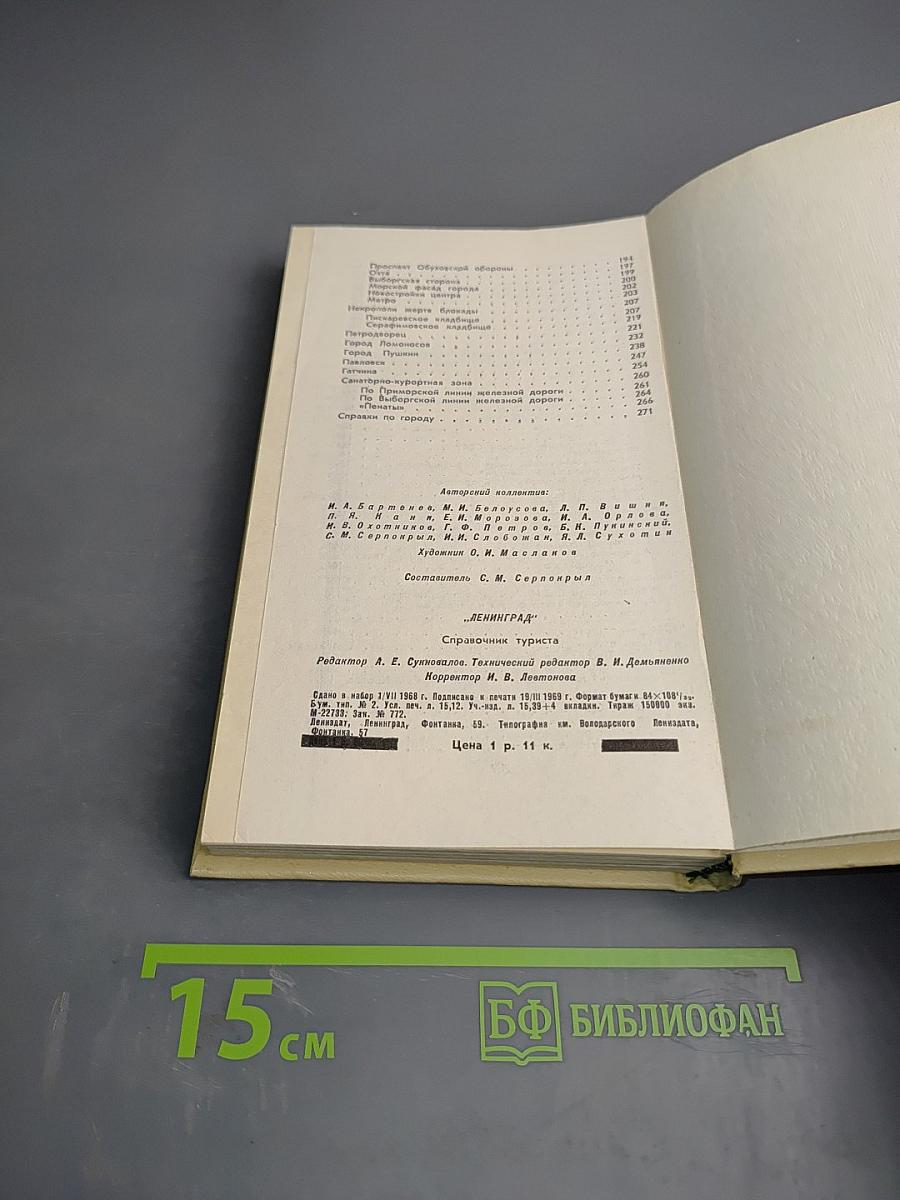 Проспект Обуховской обороны 194
Охта 197
Выборгская сторона 199
Морской фасад города 200
Новостройки центра 202
Метро 203
Некрополи жертв блокады 207
Пискаревское кладбище 207
Серафимовское кладбище 219
Петродворец 221
Город Ломоносов 232
Город Пушкин 238
Павловск 247
Гатчина 254
Санаторно-курортная зона 260
По Приморской линии железной дороги 261
По Выборгской линии железной дороги 264
«Пенаты» 266
Справки по городу 271
Авторский коллектив:
И. А. Бартенев, М. И. Белоусова, Л. П. Вишня,
П. Я. Канн, Е. И. Морозова, И. А. Орлова,
Н. В. Охотников, Г. Ф. Петров, Б. К. Пукинский,
С. М. Серпокрыл, И. И. Слобожан, Я. Л. Сухотин
Художник О. И. Маслаков
Составитель С. М. Серпокрыл
„ЛЕНИНГРАД“
Справочник туриста
Редактор А. Е. Сукновалов. Технический редактор В. И. Демьяненко
Корректор И. В. Левтонова
Сдано в набор 1/VII 1968 г. Подписано к печати 19/III 1969 г. Формат бумаги 84×108¹/₃₂.
Бум. тип. № 2. Усл. печ. л. 15,12. Уч.-изд. л. 15,39+4 вкладки. Тираж 150000 экз.
М-22733. Зак. № 772.
Лениздат, Ленинград, Фонтанка, 59. Типография им. Володарского Лениздата,
Фонтанка, 57
Цена 1 р. 11 к.
15 см
БФ БИБЛИОФАН